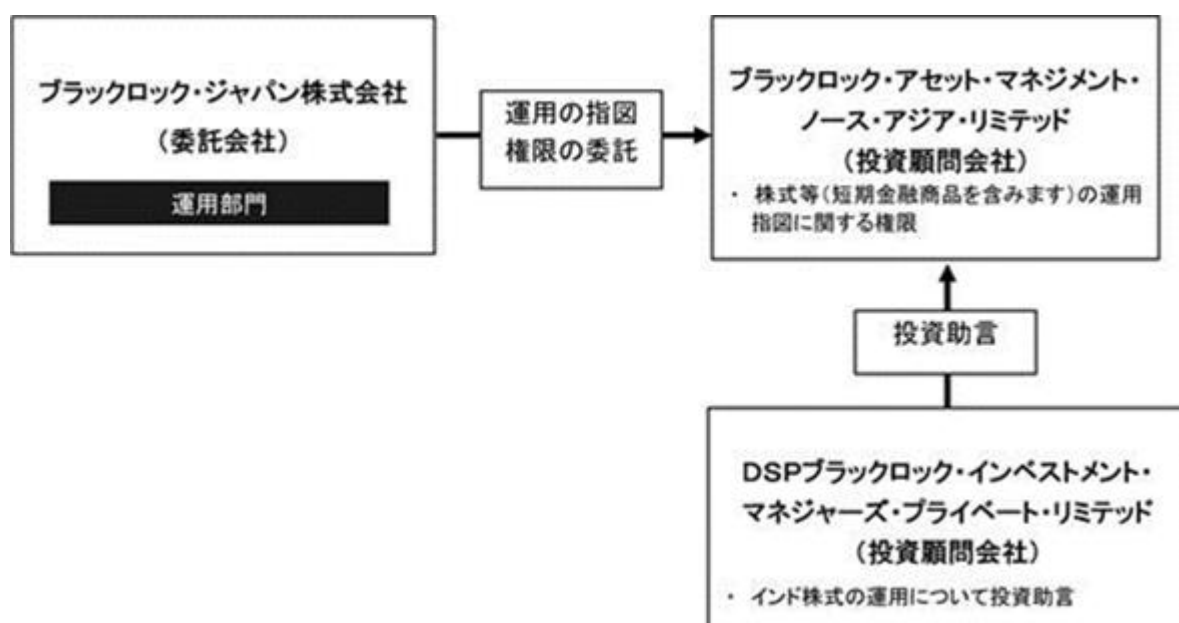 ブラックロック・ジャパン株式会社
（委託会社）
運用部門
運用の指図
権限の委託
ブラックロック・アセット・マネジメント・
ノース・アジア・リミテッド
（投資顧問会社）
・ 株式等（短期金融商品を含みます）の運用
指図に関する権限
投資助言
DSPブラックロック・インベストメント・
マネジャーズ・プライベート・リミテッド
（投資顧問会社）
・ インド株式の運用について投資助言